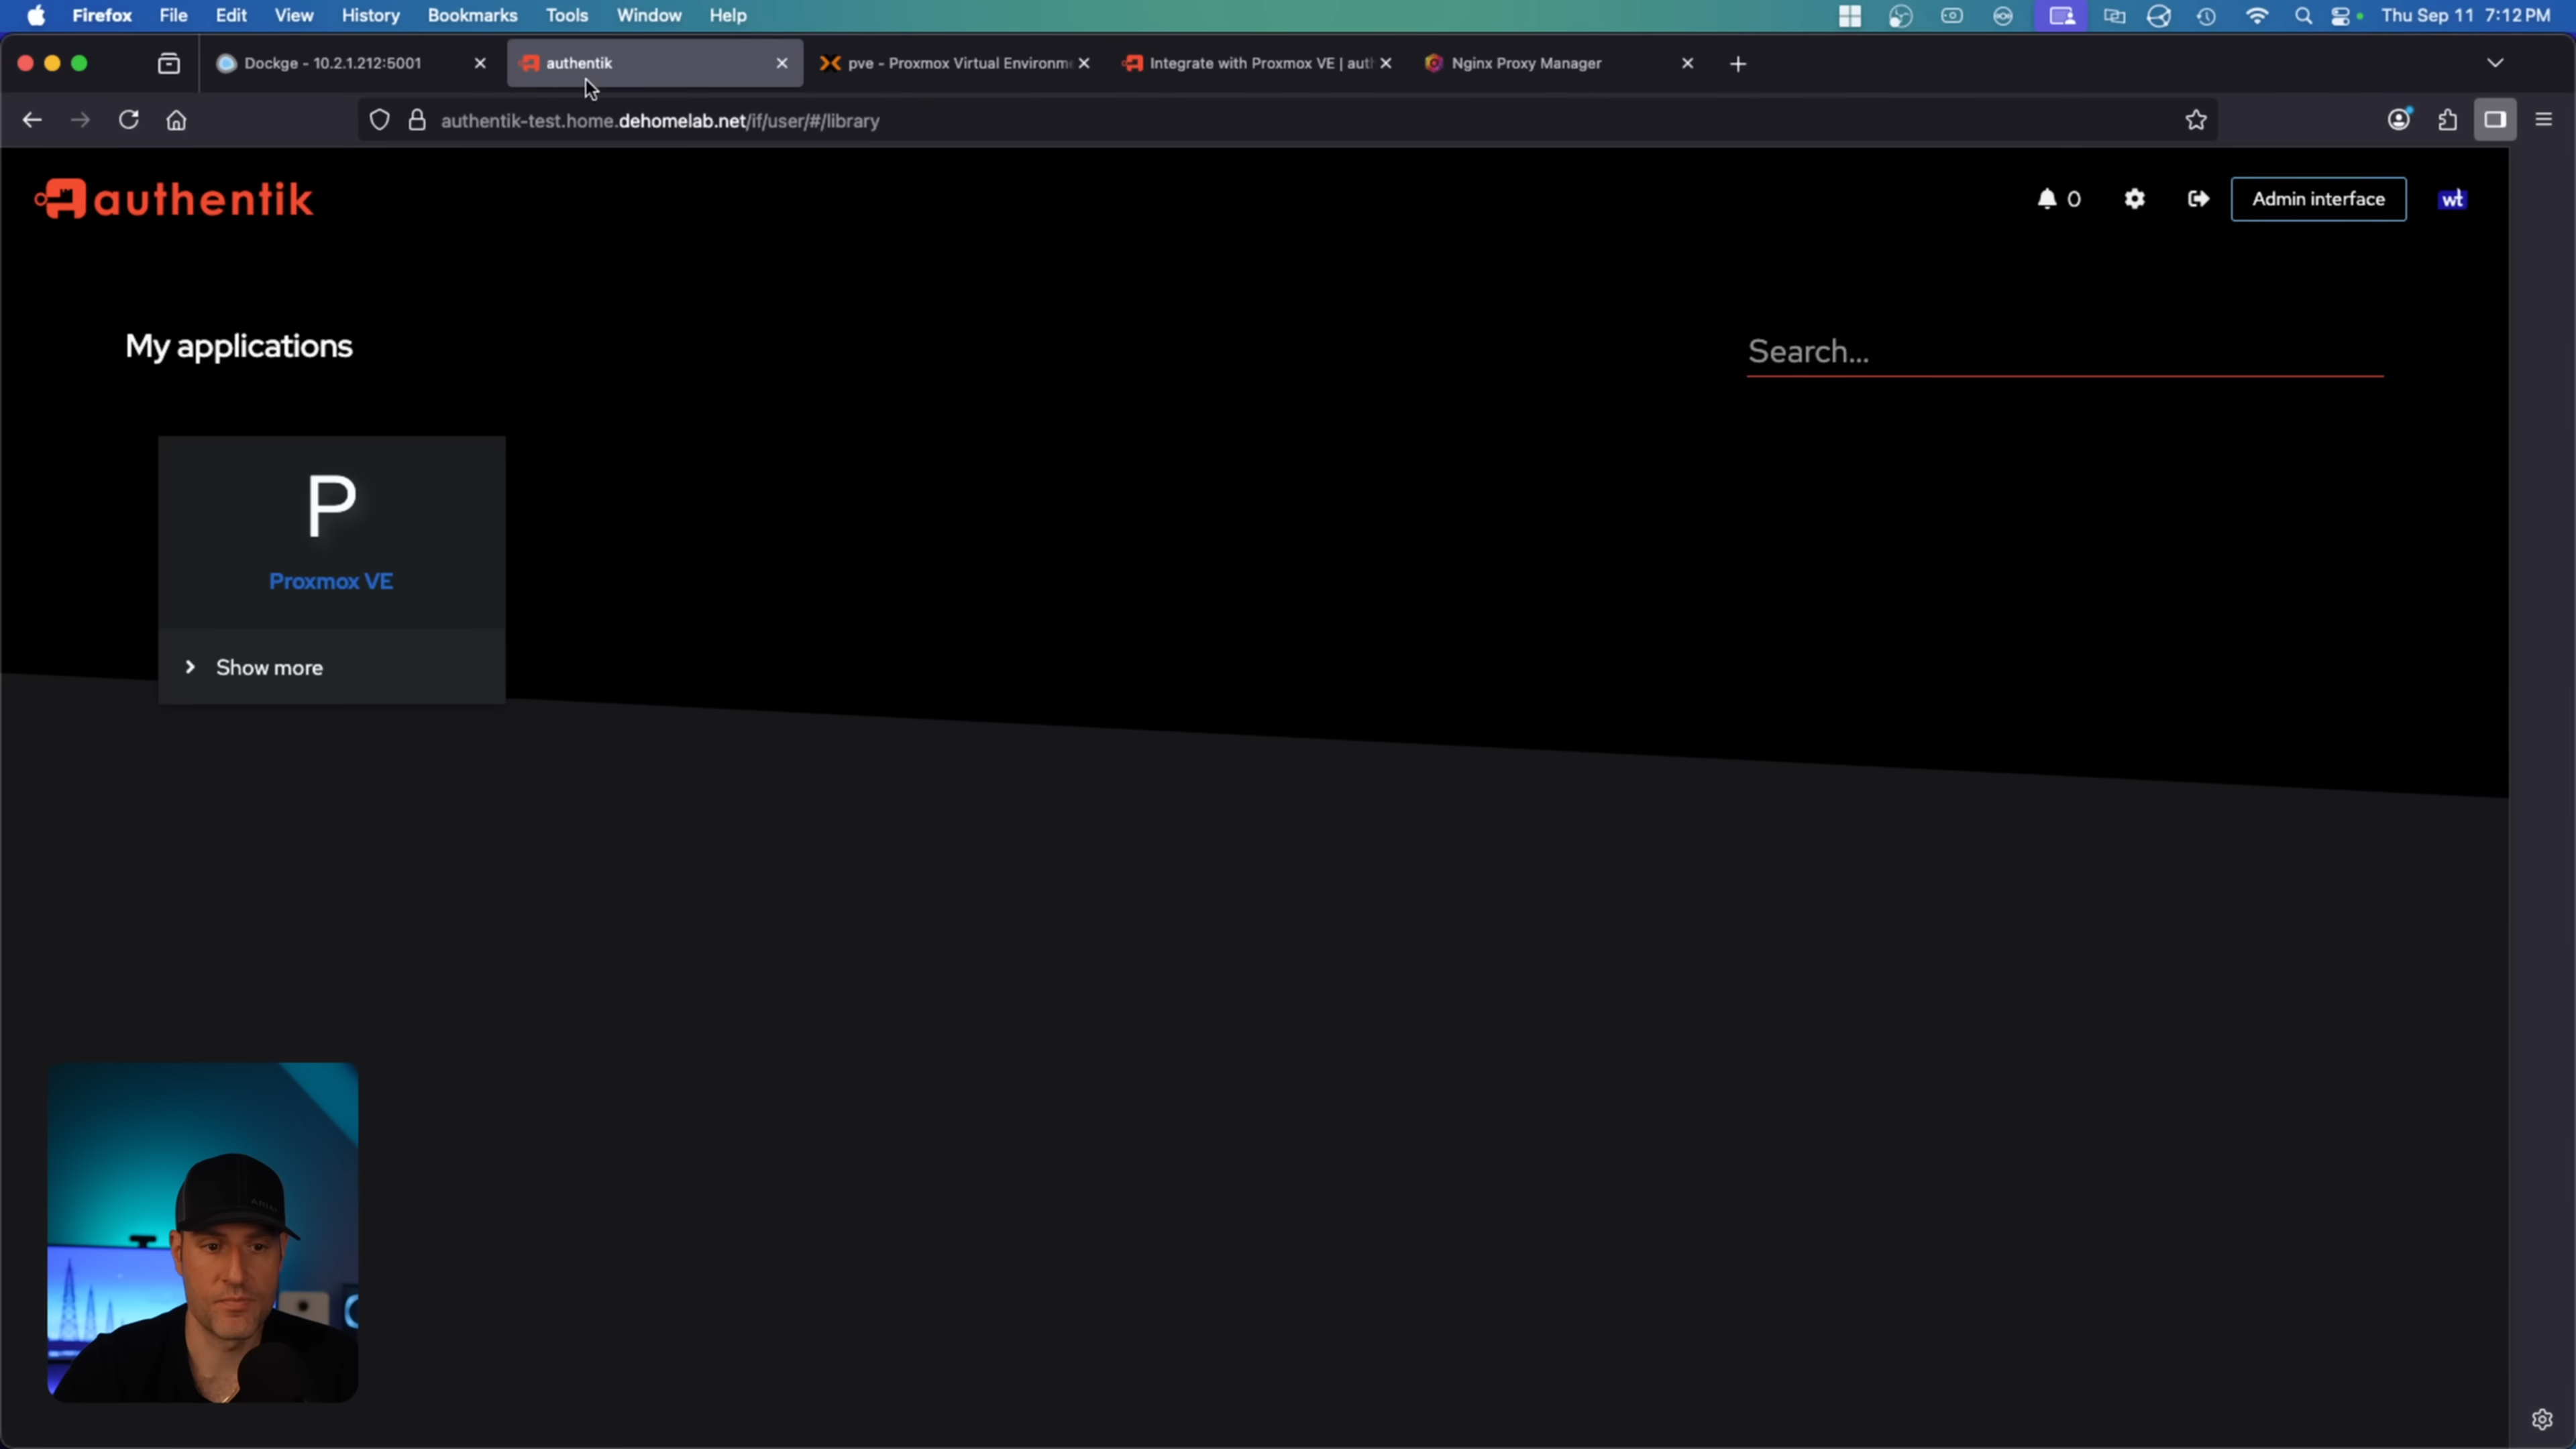 Firefox File Edit View History Bookmarks Tools Window Help Thu Sep 11 7:12 PM
Dockge - 10.2.1.212:5001 authentik pve - Proxmox Virtual Environme Integrate with Proxmox VE | auth Nginx Proxy Manager
authentik-test.home.dehomelab.net/if/user/#/library
authentik 0 Admin interface wt
My applications Search...
P
Proxmox VE
Show more